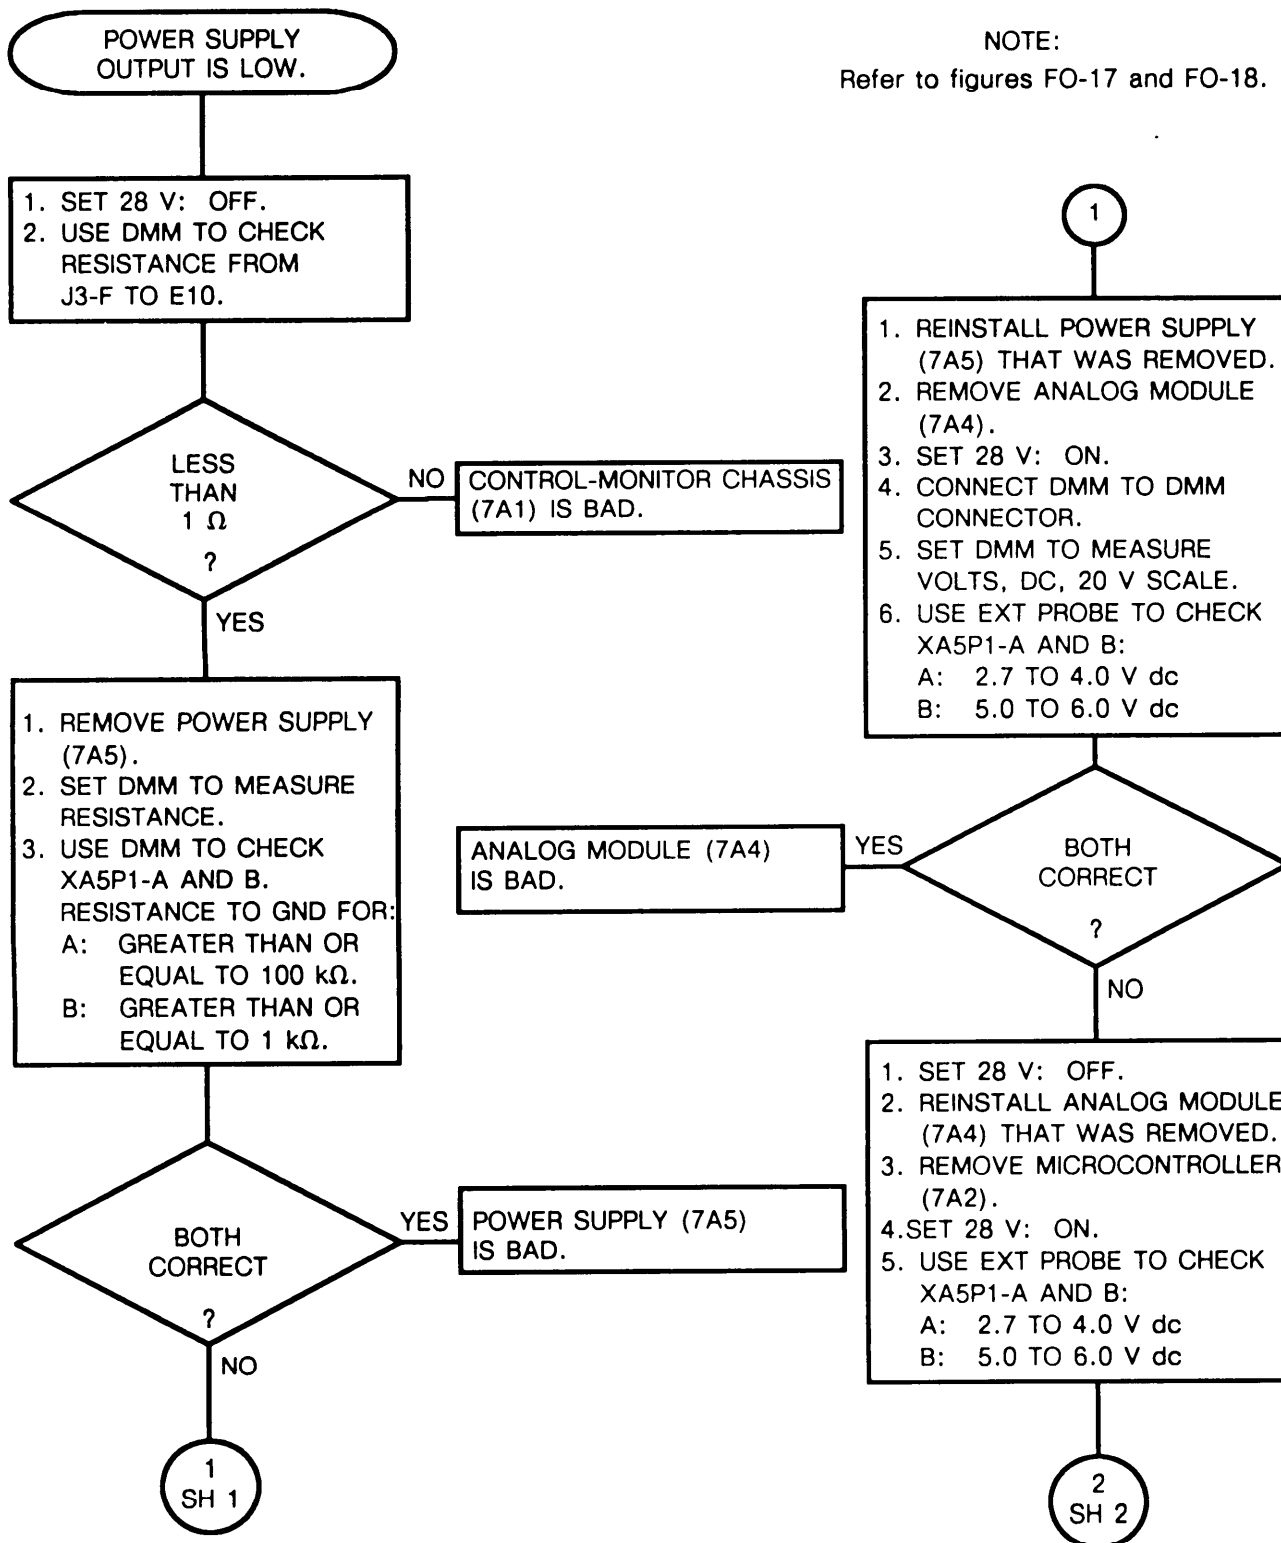 POWER SUPPLY
OUTPUT IS LOW.
1. SET 28 V: OFF.
2. USE DMM TO CHECK
RESISTANCE FROM
J3-F TO E10.
LESS
THAN
1 Ω
?
NO
CONTROL-MONITOR CHASSIS
(7A1) IS BAD.
YES
1. REMOVE POWER SUPPLY
(7A5).
2. SET DMM TO MEASURE
RESISTANCE.
3. USE DMM TO CHECK
XA5P1-A AND B.
RESISTANCE TO GND FOR:
A: GREATER THAN OR
EQUAL TO 100 kΩ.
B: GREATER THAN OR
EQUAL TO 1 kΩ.
BOTH
CORRECT
?
YES
POWER SUPPLY (7A5)
IS BAD.
NO
1
SH 1
NOTE:
Refer to figures FO-17 and FO-18.
1
1. REINSTALL POWER SUPPLY
(7A5) THAT WAS REMOVED.
2. REMOVE ANALOG MODULE
(7A4).
3. SET 28 V: ON.
4. CONNECT DMM TO DMM
CONNECTOR.
5. SET DMM TO MEASURE
VOLTS, DC, 20 V SCALE.
6. USE EXT PROBE TO CHECK
XA5P1-A AND B:
A: 2.7 TO 4.0 V dc
B: 5.0 TO 6.0 V dc
BOTH
CORRECT
?
YES
ANALOG MODULE (7A4)
IS BAD.
NO
1. SET 28 V: OFF.
2. REINSTALL ANALOG MODULE
(7A4) THAT WAS REMOVED.
3. REMOVE MICROCONTROLLER
(7A2).
4.SET 28 V: ON.
5. USE EXT PROBE TO CHECK
XA5P1-A AND B:
A: 2.7 TO 4.0 V dc
B: 5.0 TO 6.0 V dc
2
SH 2